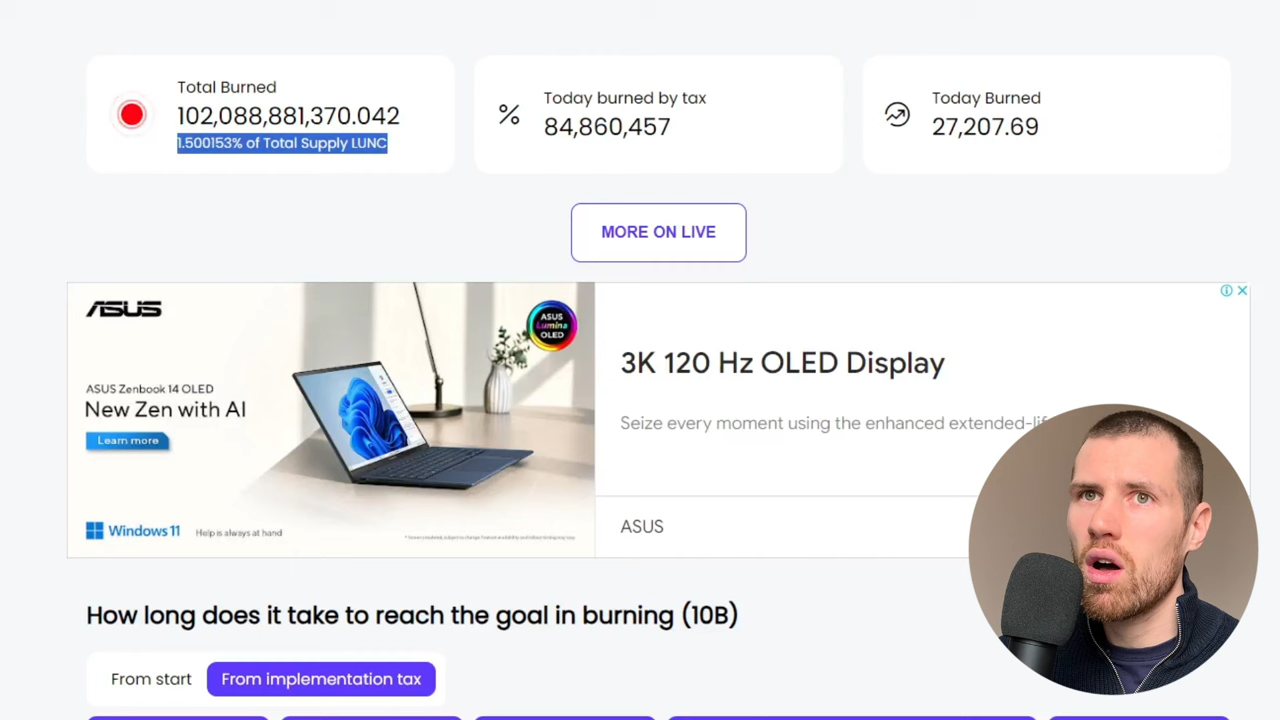 Total Burned
102,088,881,370.042
1.500153% of Total Supply LUNC
Today burned by tax
84,860,457
Today Burned
27,207.69
MORE ON LIVE
ASUS
ASUS
Lumina
OLED
ASUS Zenbook 14 OLED
New Zen with AI
Learn more
Windows 11
Help is always at hand
3K 120 Hz OLED Display
Seize every moment using the enhanced
ASUS
How long does it take to reach the goal in burning (10B)
From start
From implementation tax